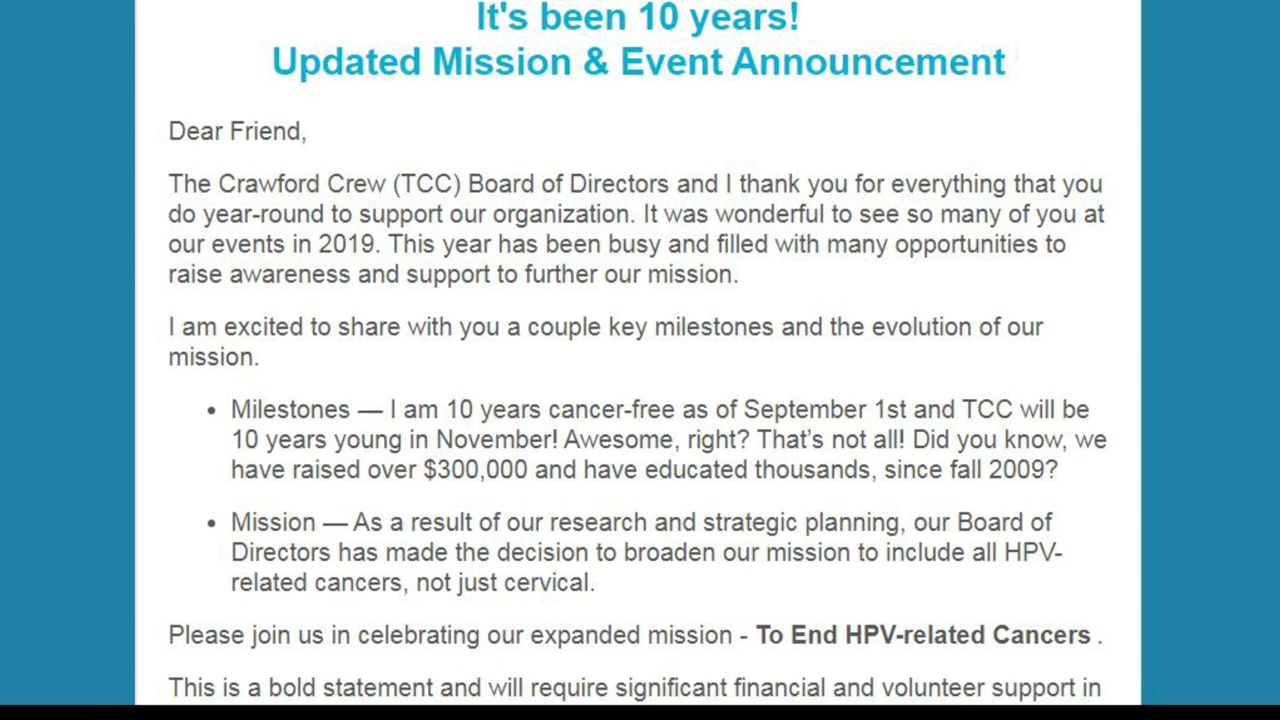 It's been 10 years!
Updated Mission & Event Announcement
Dear Friend,
The Crawford Crew (TCC) Board of Directors and I thank you for everything that you
do year-round to support our organization. It was wonderful to see so many of you at
our events in 2019. This year has been busy and filled with many opportunities to
raise awareness and support to further our mission.
I am excited to share with you a couple key milestones and the evolution of our
mission.
• Milestones — I am 10 years cancer-free as of September 1st and TCC will be
10 years young in November! Awesome, right? That’s not all! Did you know, we
have raised over $300,000 and have educated thousands, since fall 2009?
• Mission — As a result of our research and strategic planning, our Board of
Directors has made the decision to broaden our mission to include all HPV-
related cancers, not just cervical.
Please join us in celebrating our expanded mission - To End HPV-related Cancers .
This is a bold statement and will require significant financial and volunteer support in